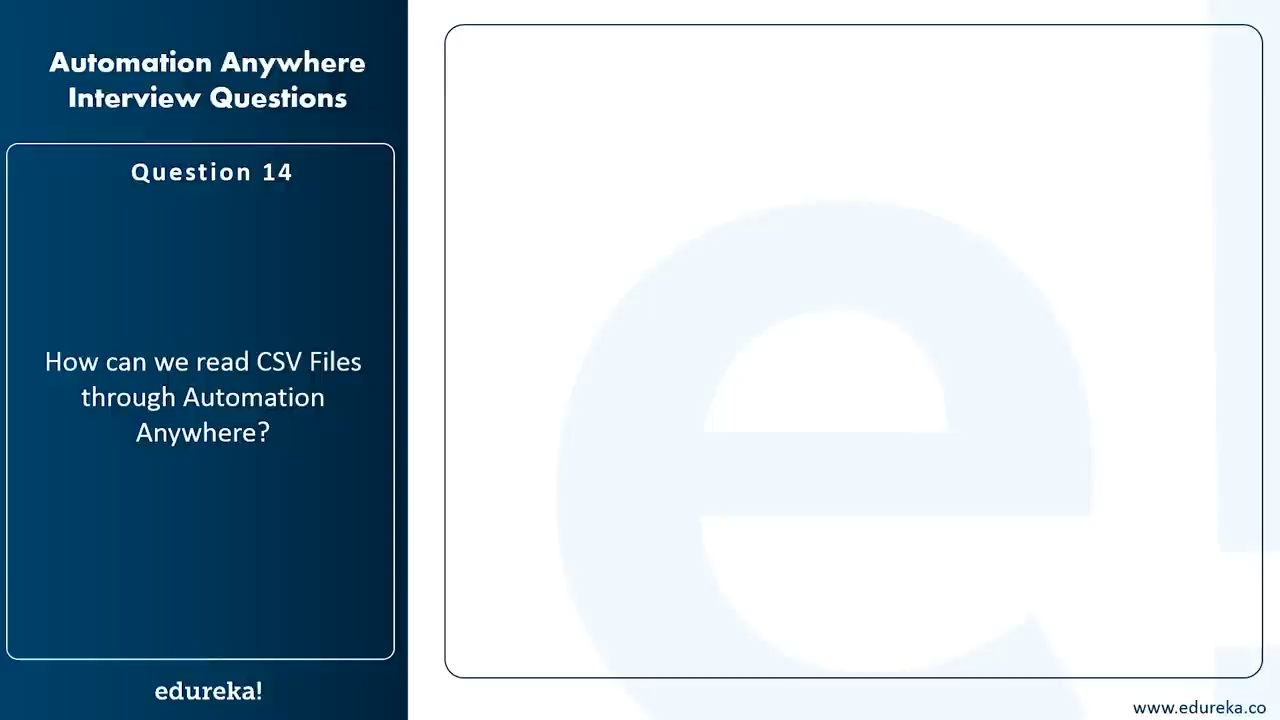 Automation Anywhere
Interview Questions
Question 14
How can we read CSV Files
through Automation
Anywhere?
edureka!
www.edureka.co